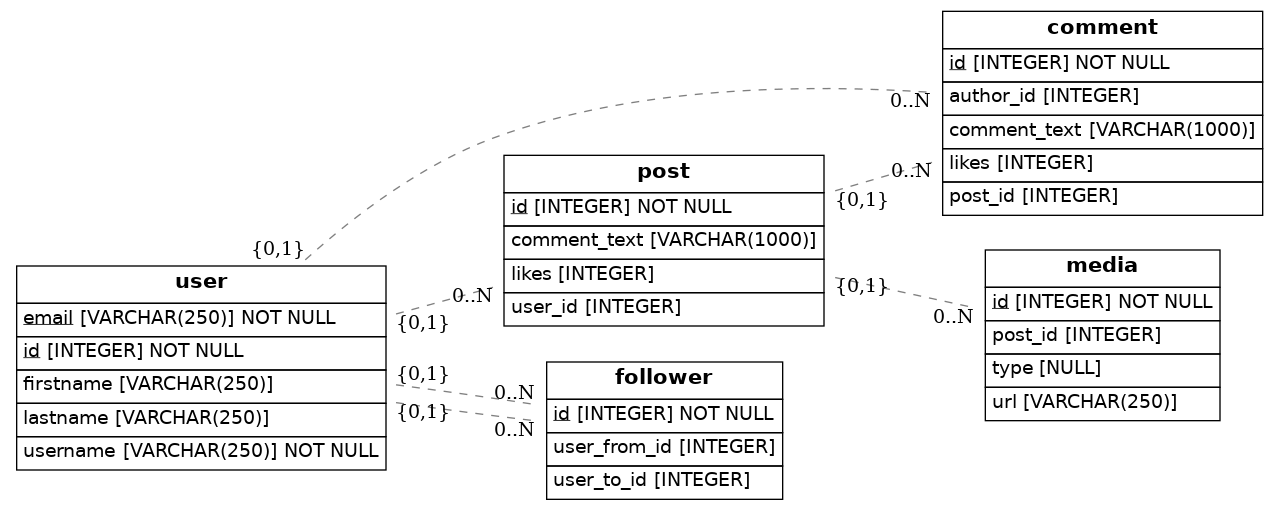 comment
id [INTEGER] NOT NULL
author_id [INTEGER]
comment_text [VARCHAR(1000)]
likes [INTEGER]
post_id [INTEGER]
0..N
0..N
post
id [INTEGER] NOT NULL
comment_text [VARCHAR(1000)]
likes [INTEGER]
user_id [INTEGER]
{0,1}
{0,1}
0..N
media
id [INTEGER] NOT NULL
post_id [INTEGER]
type [NULL]
url [VARCHAR(250)]
0..N
{0,1}
user
email [VARCHAR(250)] NOT NULL
id [INTEGER] NOT NULL
firstname [VARCHAR(250)]
lastname [VARCHAR(250)]
username [VARCHAR(250)] NOT NULL
{0,1}
{0,1}
{0,1}
0..N
0..N
follower
id [INTEGER] NOT NULL
user_from_id [INTEGER]
user_to_id [INTEGER]